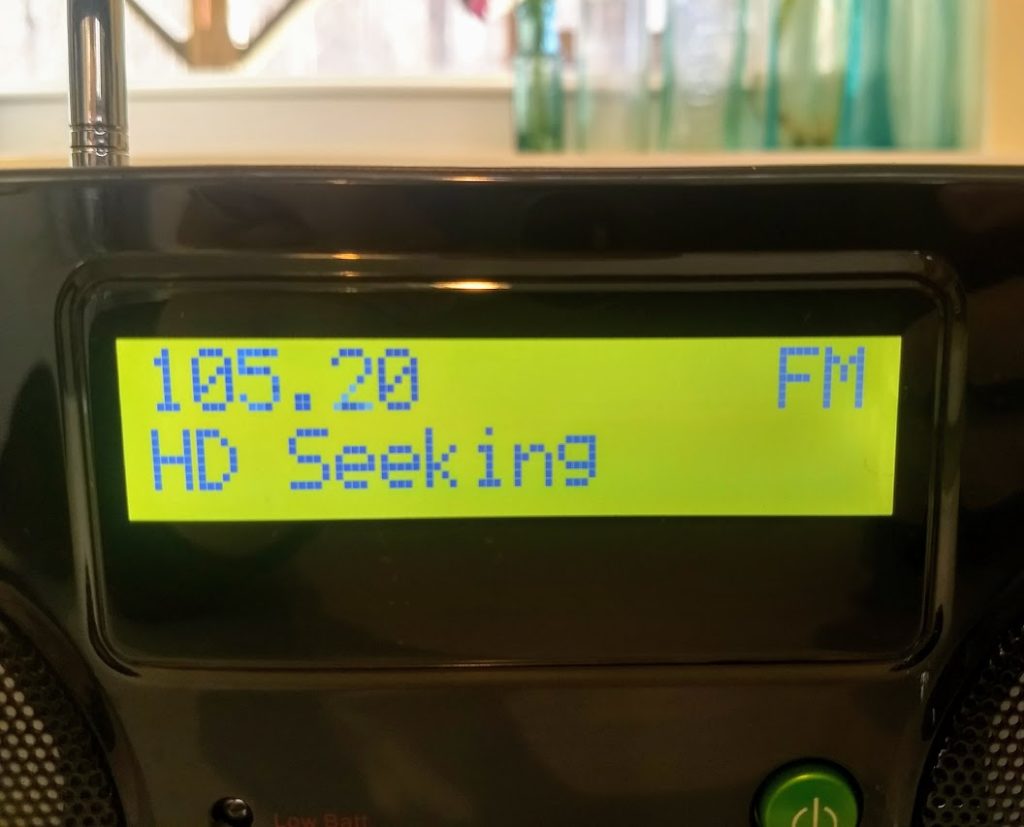 105.20 FM
HD Seeking
Low Batt